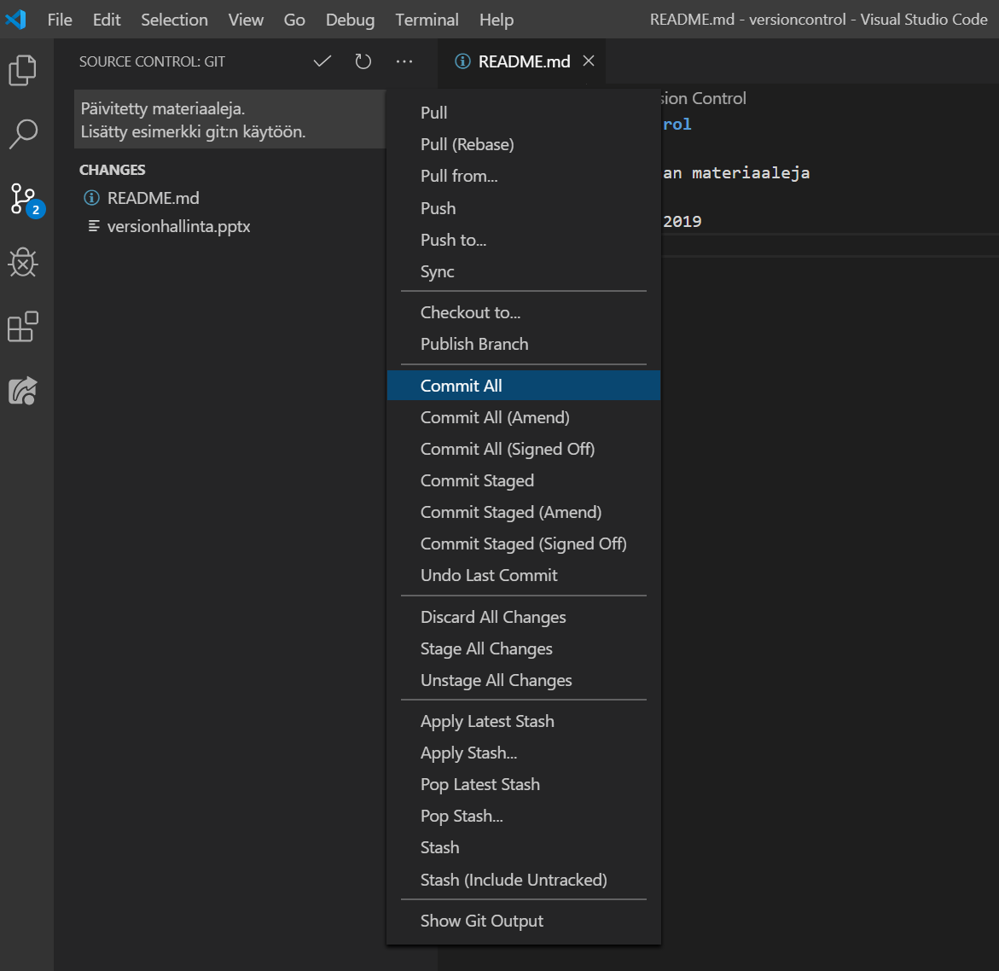 File Edit Selection View Go Debug Terminal Help README.md - versioncontrol - Visual Studio Code
SOURCE CONTROL: GIT
README.md
Päivitetty materiaaleja.
Lisätty esimerkki git:n käytöön.
CHANGES
README.md
versionhallinta.pptx
2
Pull
Pull (Rebase)
Pull from...
Push
Push to...
Sync
Checkout to...
Publish Branch
Commit All
Commit All (Amend)
Commit All (Signed Off)
Commit Staged
Commit Staged (Amend)
Commit Staged (Signed Off)
Undo Last Commit
Discard All Changes
Stage All Changes
Unstage All Changes
Apply Latest Stash
Apply Stash...
Pop Latest Stash
Pop Stash...
Stash
Stash (Include Untracked)
Show Git Output
sion Control
rol
an materiaaleja
2019